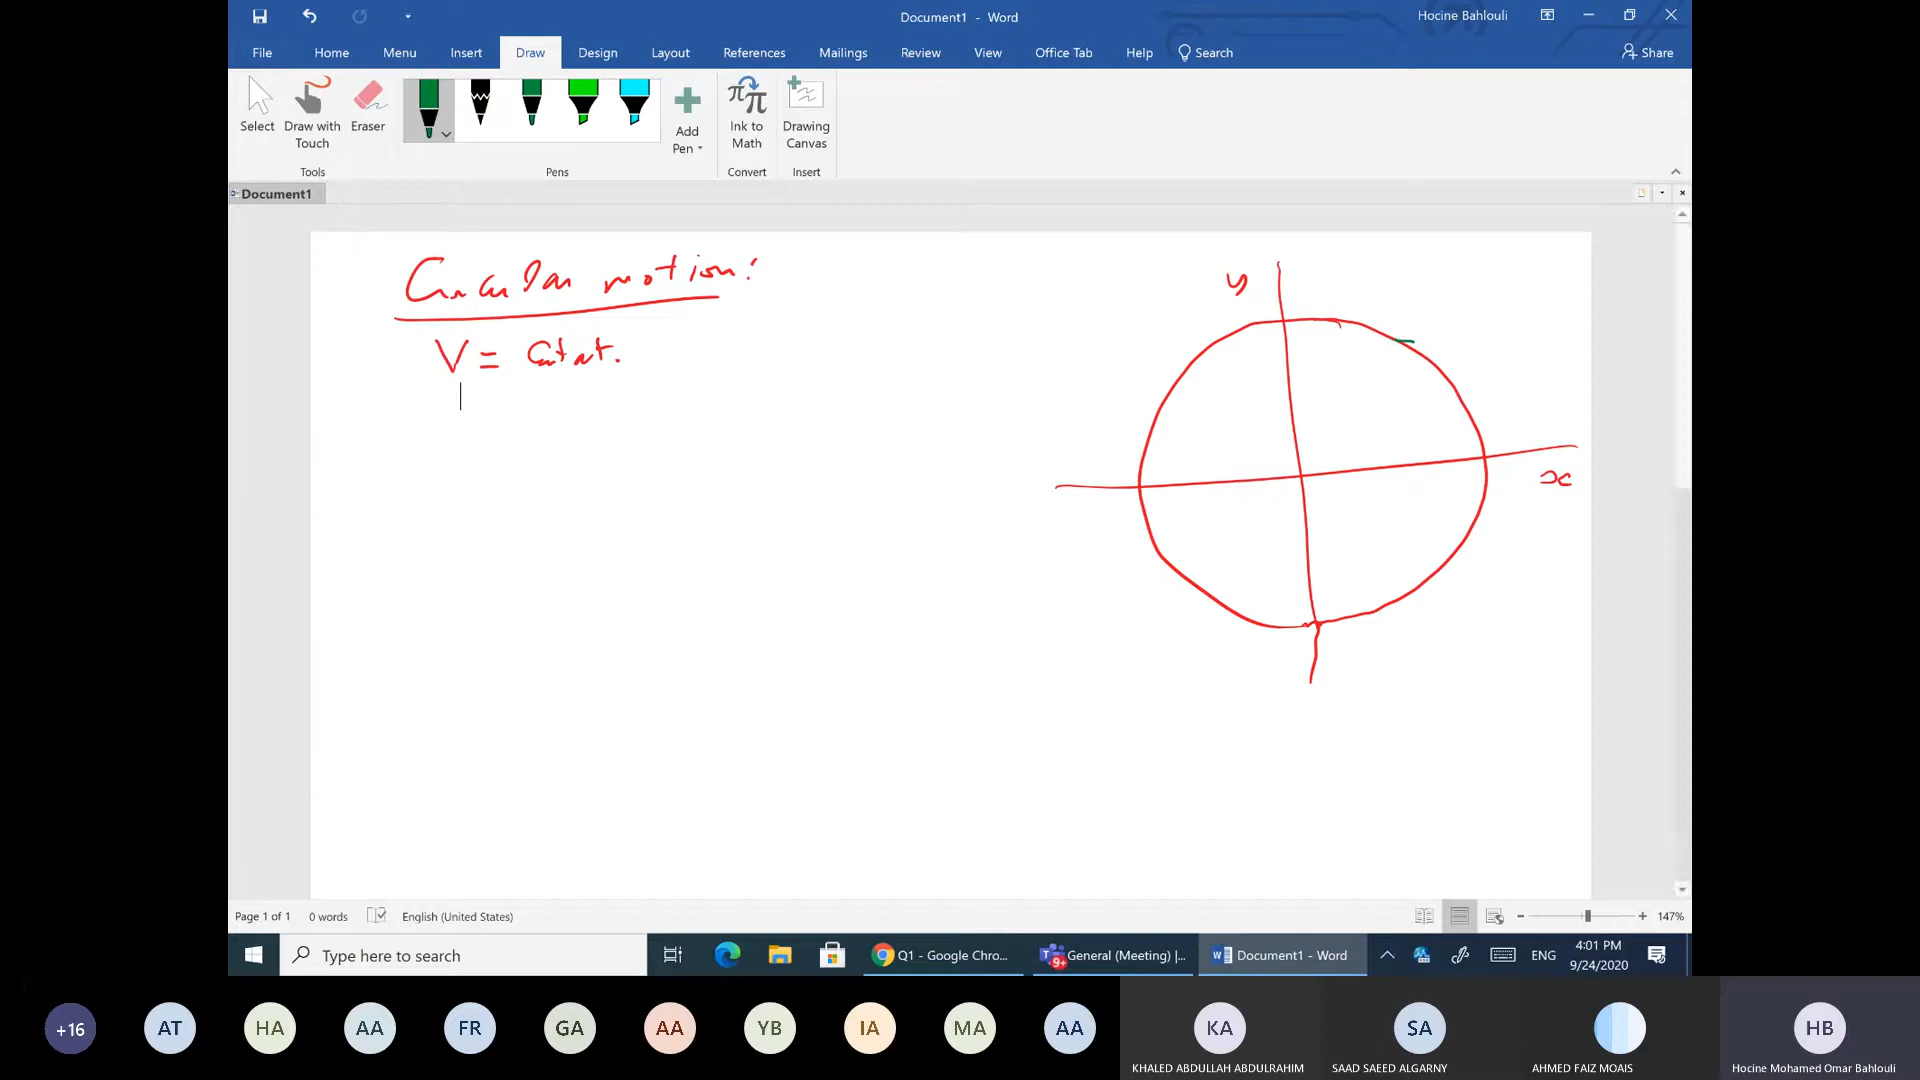 Document1 - Word
Hocine Bahlouli
File Home Menu Insert Draw Design Layout References Mailings Review View Office Tab Help Search Share
Select
Draw with Touch
Eraser
Add Pen
Ink to Math
Drawing Canvas
Tools
Pens
Convert
Insert
Document1
Circular motion:
y
V =
x
Page 1 of 1 0 words English (United States) 147%
Type here to search
Q1 - Google Chro...
9+ General (Meeting) |...
Document1 - Word
ENG
4:01 PM
9/24/2020
+16 AT HA AA FR GA AA YB IA MA AA KA SA HB
KHALED ABDULLAH ABDULRAHIM SAAD SAEED ALGARNY AHMED FAIZ MOAIS Hocine Mohamed Omar Bahlouli